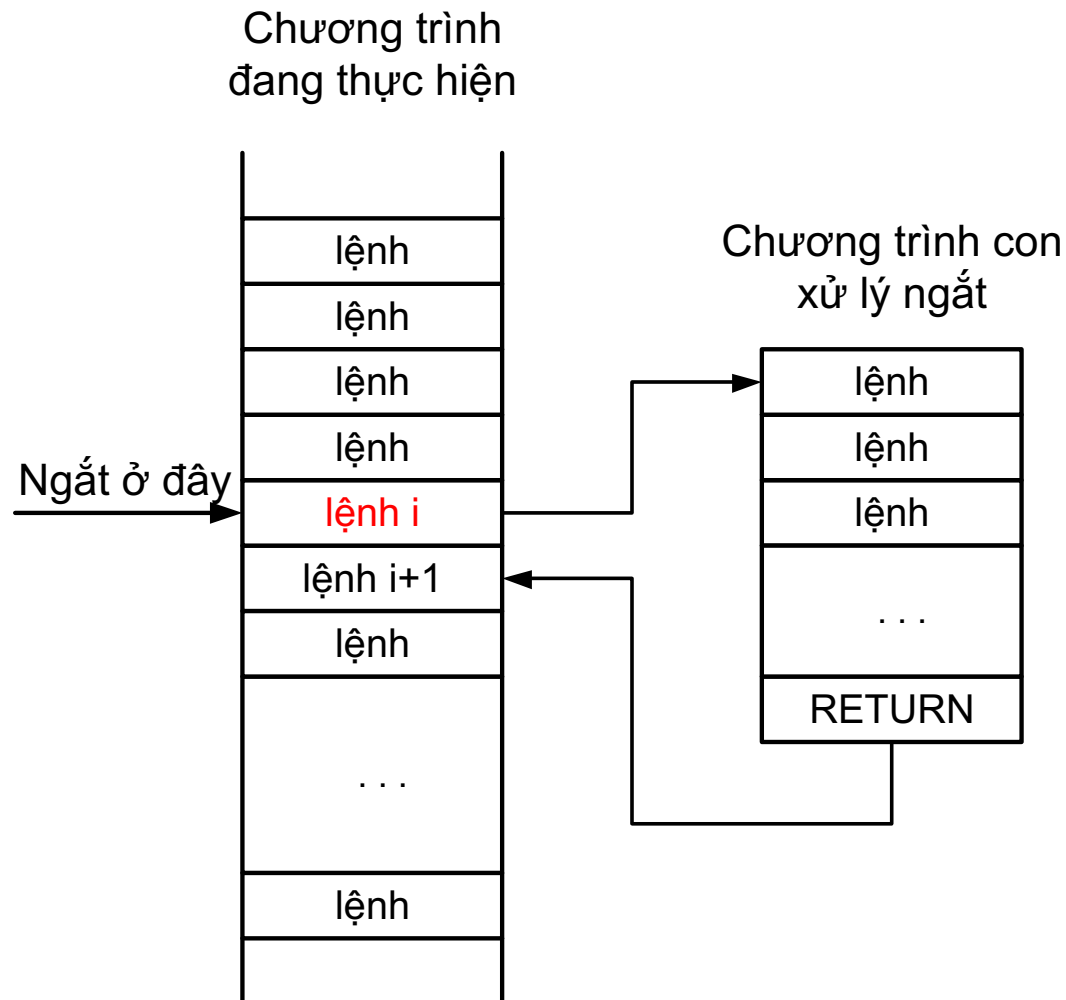 Chương trình
đang thực hiện
lệnh
lệnh
lệnh
lệnh
Ngắt ở đây
lệnh i
lệnh i+1
lệnh
. . .
lệnh
Chương trình con
xử lý ngắt
lệnh
lệnh
lệnh
. . .
RETURN